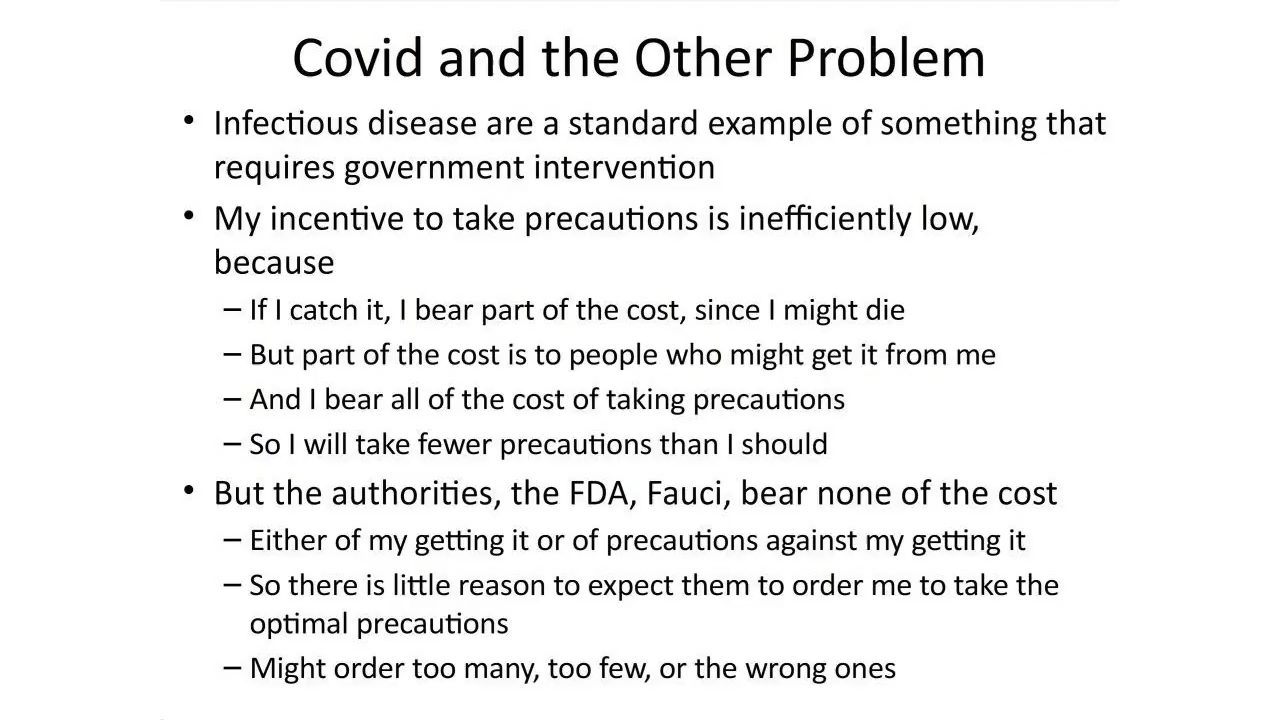 Covid and the Other Problem
• Infectious disease are a standard example of something that
requires government intervention
• My incentive to take precautions is inefficiently low,
because
– If I catch it, I bear part of the cost, since I might die
– But part of the cost is to people who might get it from me
– And I bear all of the cost of taking precautions
– So I will take fewer precautions than I should
• But the authorities, the FDA, Fauci, bear none of the cost
– Either of my getting it or of precautions against my getting it
– So there is little reason to expect them to order me to take the
optimal precautions
– Might order too many, too few, or the wrong ones